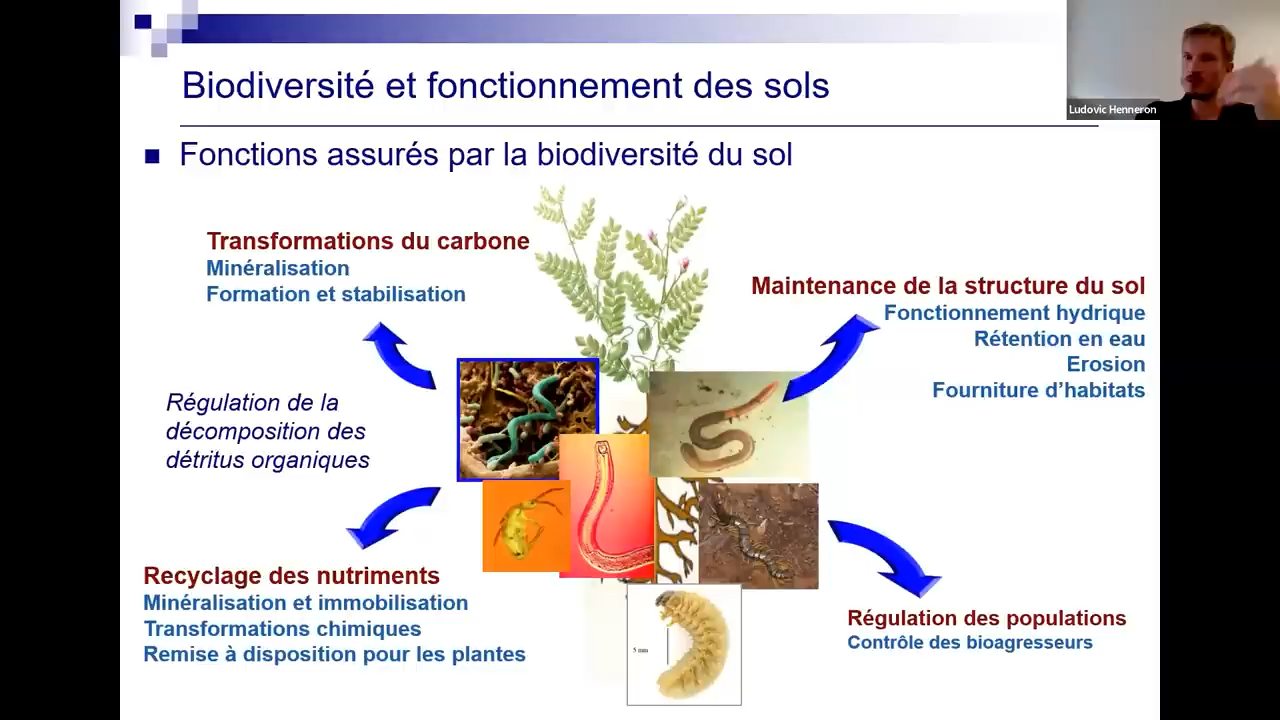 Biodiversité et fonctionnement des sols
Ludovic Henneron
Fonctions assurés par la biodiversité du sol
Transformations du carbone
Minéralisation
Formation et stabilisation
Maintenance de la structure du sol
Fonctionnement hydrique
Rétention en eau
Erosion
Fourniture d'habitats
Régulation de la
décomposition des
détritus organiques
Recyclage des nutriments
Minéralisation et immobilisation
Transformations chimiques
Remise à disposition pour les plantes
Régulation des populations
Contrôle des bioagresseurs
5 mm